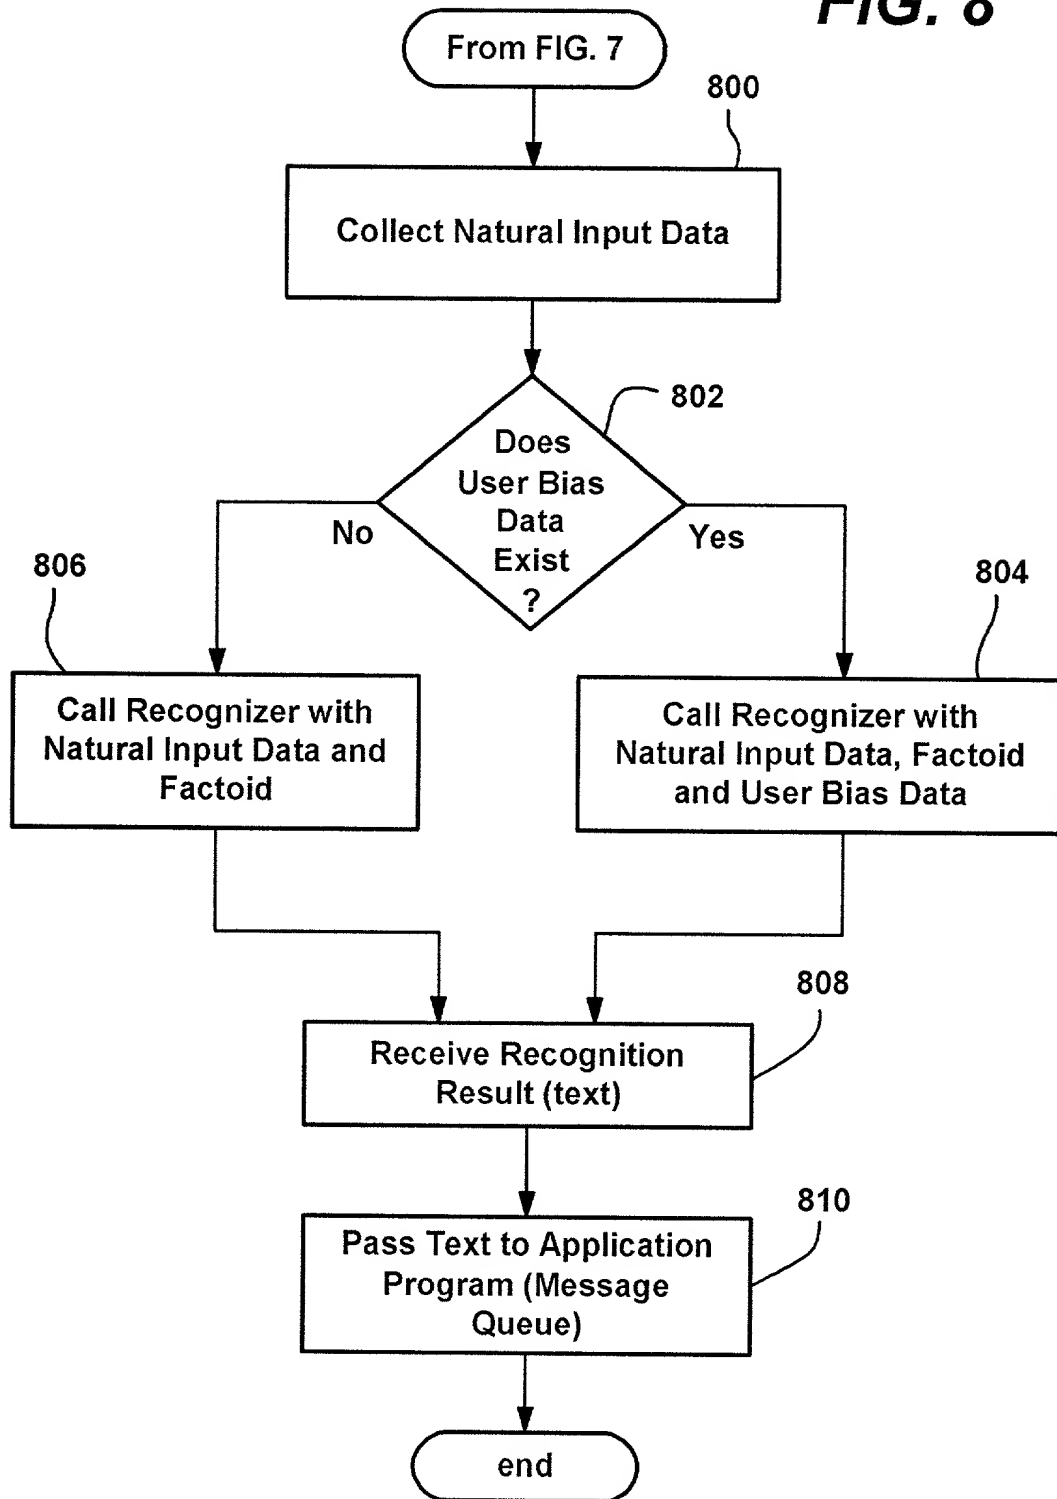 FIG. 8
From FIG. 7
800
Collect Natural Input Data
802
Does
User Bias
Data
Exist
?
No
Yes
806
804
Call Recognizer with
Natural Input Data and
Factoid
Call Recognizer with
Natural Input Data, Factoid
and User Bias Data
808
Receive Recognition
Result (text)
810
Pass Text to Application
Program (Message
Queue)
end